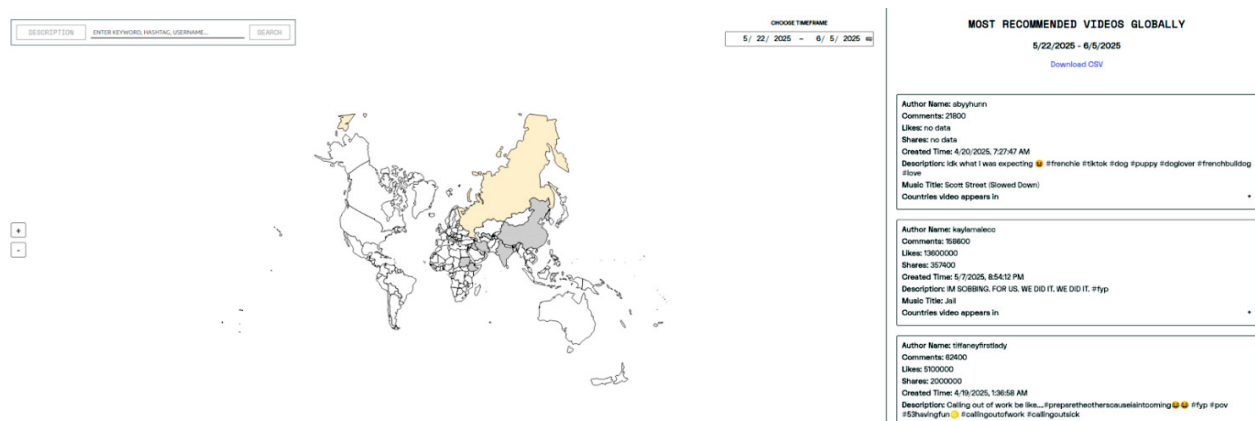 DESCRIPTION
ENTER KEYWORD, HASHTAG, USERNAME...
SEARCH
CHOOSE TIMEFRAME
5/ 22/ 2025 – 6/ 5/ 2025
+
-
MOST RECOMMENDED VIDEOS GLOBALLY
5/22/2025 - 6/5/2025
Download CSV
Author Name: abyyhunn
Comments: 21800
Likes: no data
Shares: no data
Created Time: 4/20/2025, 7:27:47 AM
Description: Idk what I was expecting 😆 #frenchie #tiktok #dog #puppy #doglover #frenchbulldog
#love
Music Title: Scott Street (Slowed Down)
Countries video appears in
Author Name: kaylamalecc
Comments: 158600
Likes: 13600000
Shares: 357400
Created Time: 5/7/2025, 8:54:12 PM
Description: IM SOBBING. FOR US. WE DID IT. WE DID IT. #fyp
Music Title: Jail
Countries video appears in
Author Name: tiffaneyfirstlady
Comments: 62400
Likes: 5100000
Shares: 2000000
Created Time: 4/19/2025, 1:36:58 AM
Description: Calling out of work be like....#preparetheotherscauseiaintcoming😆😆 #fyp #pov
#53havingfun🌕 #callingoutofwork #callingoutsick